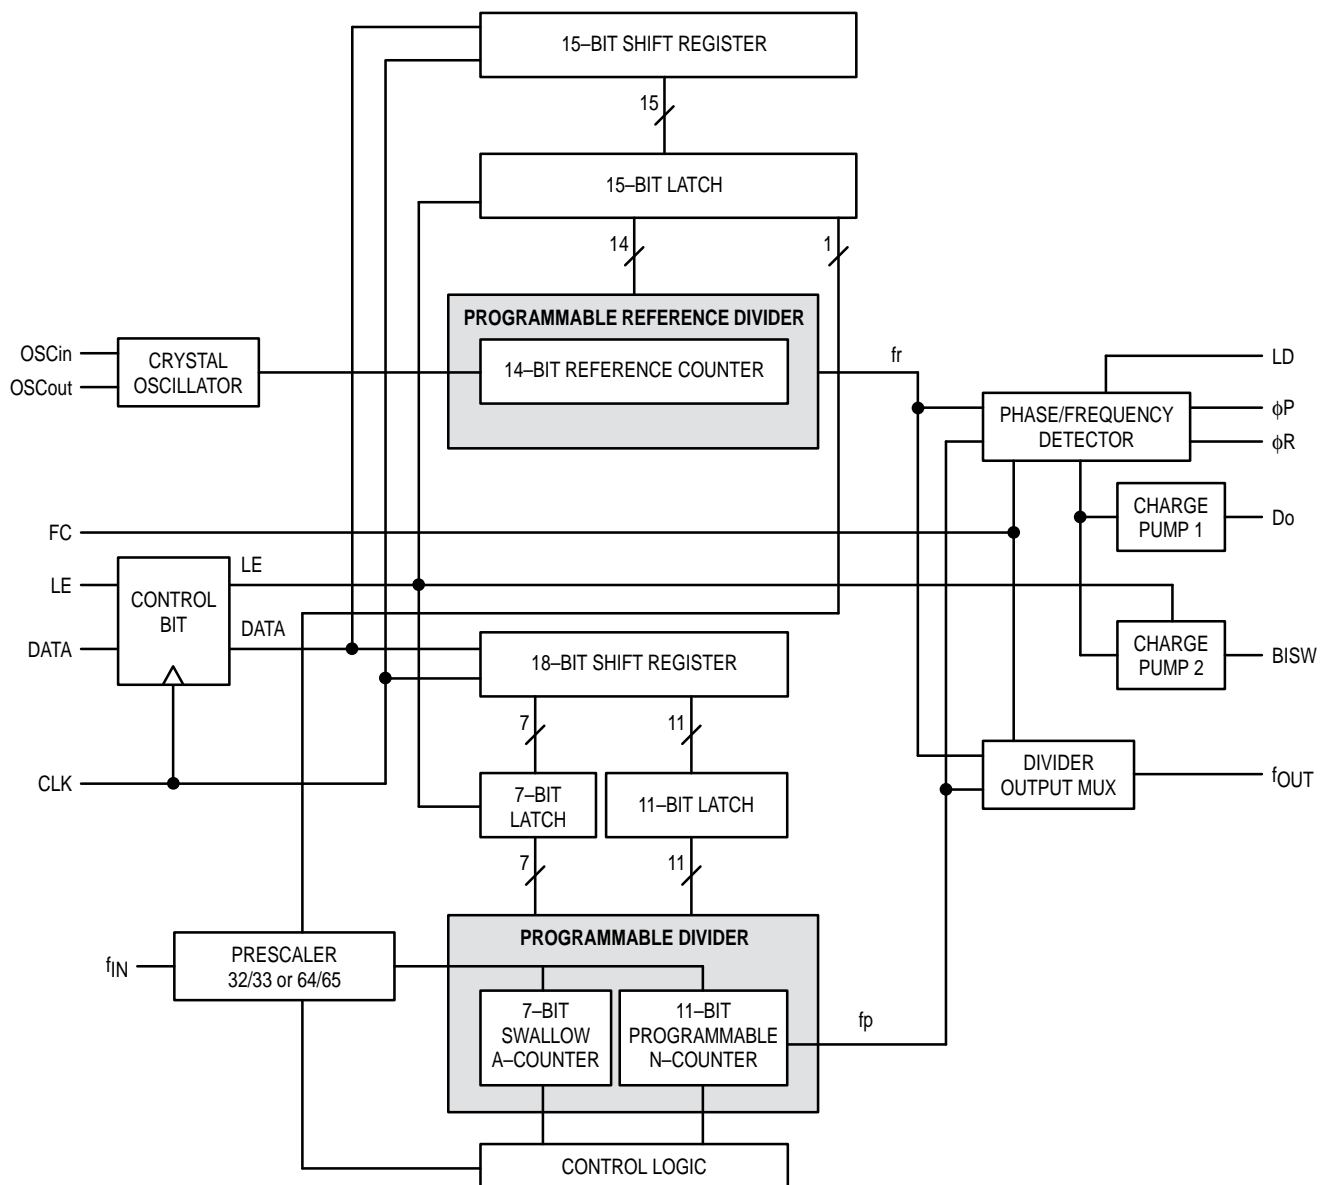 15–BIT SHIFT REGISTER
15
15–BIT LATCH
14
1
PROGRAMMABLE REFERENCE DIVIDER
14–BIT REFERENCE COUNTER
OSCin
OSCout
CRYSTAL
OSCILLATOR
fr
LD
PHASE/FREQUENCY
DETECTOR
ϕP
ϕR
CHARGE
PUMP 1
Do
FC
LE
LE
CONTROL
BIT
DATA
DATA
18–BIT SHIFT REGISTER
CHARGE
PUMP 2
BISW
7
11
CLK
7–BIT
LATCH
11–BIT LATCH
DIVIDER
OUTPUT MUX
fOUT
7
11
PROGRAMMABLE DIVIDER
fIN
PRESCALER
32/33 or 64/65
7–BIT
SWALLOW
A–COUNTER
11–BIT
PROGRAMMABLE
N–COUNTER
fp
CONTROL LOGIC